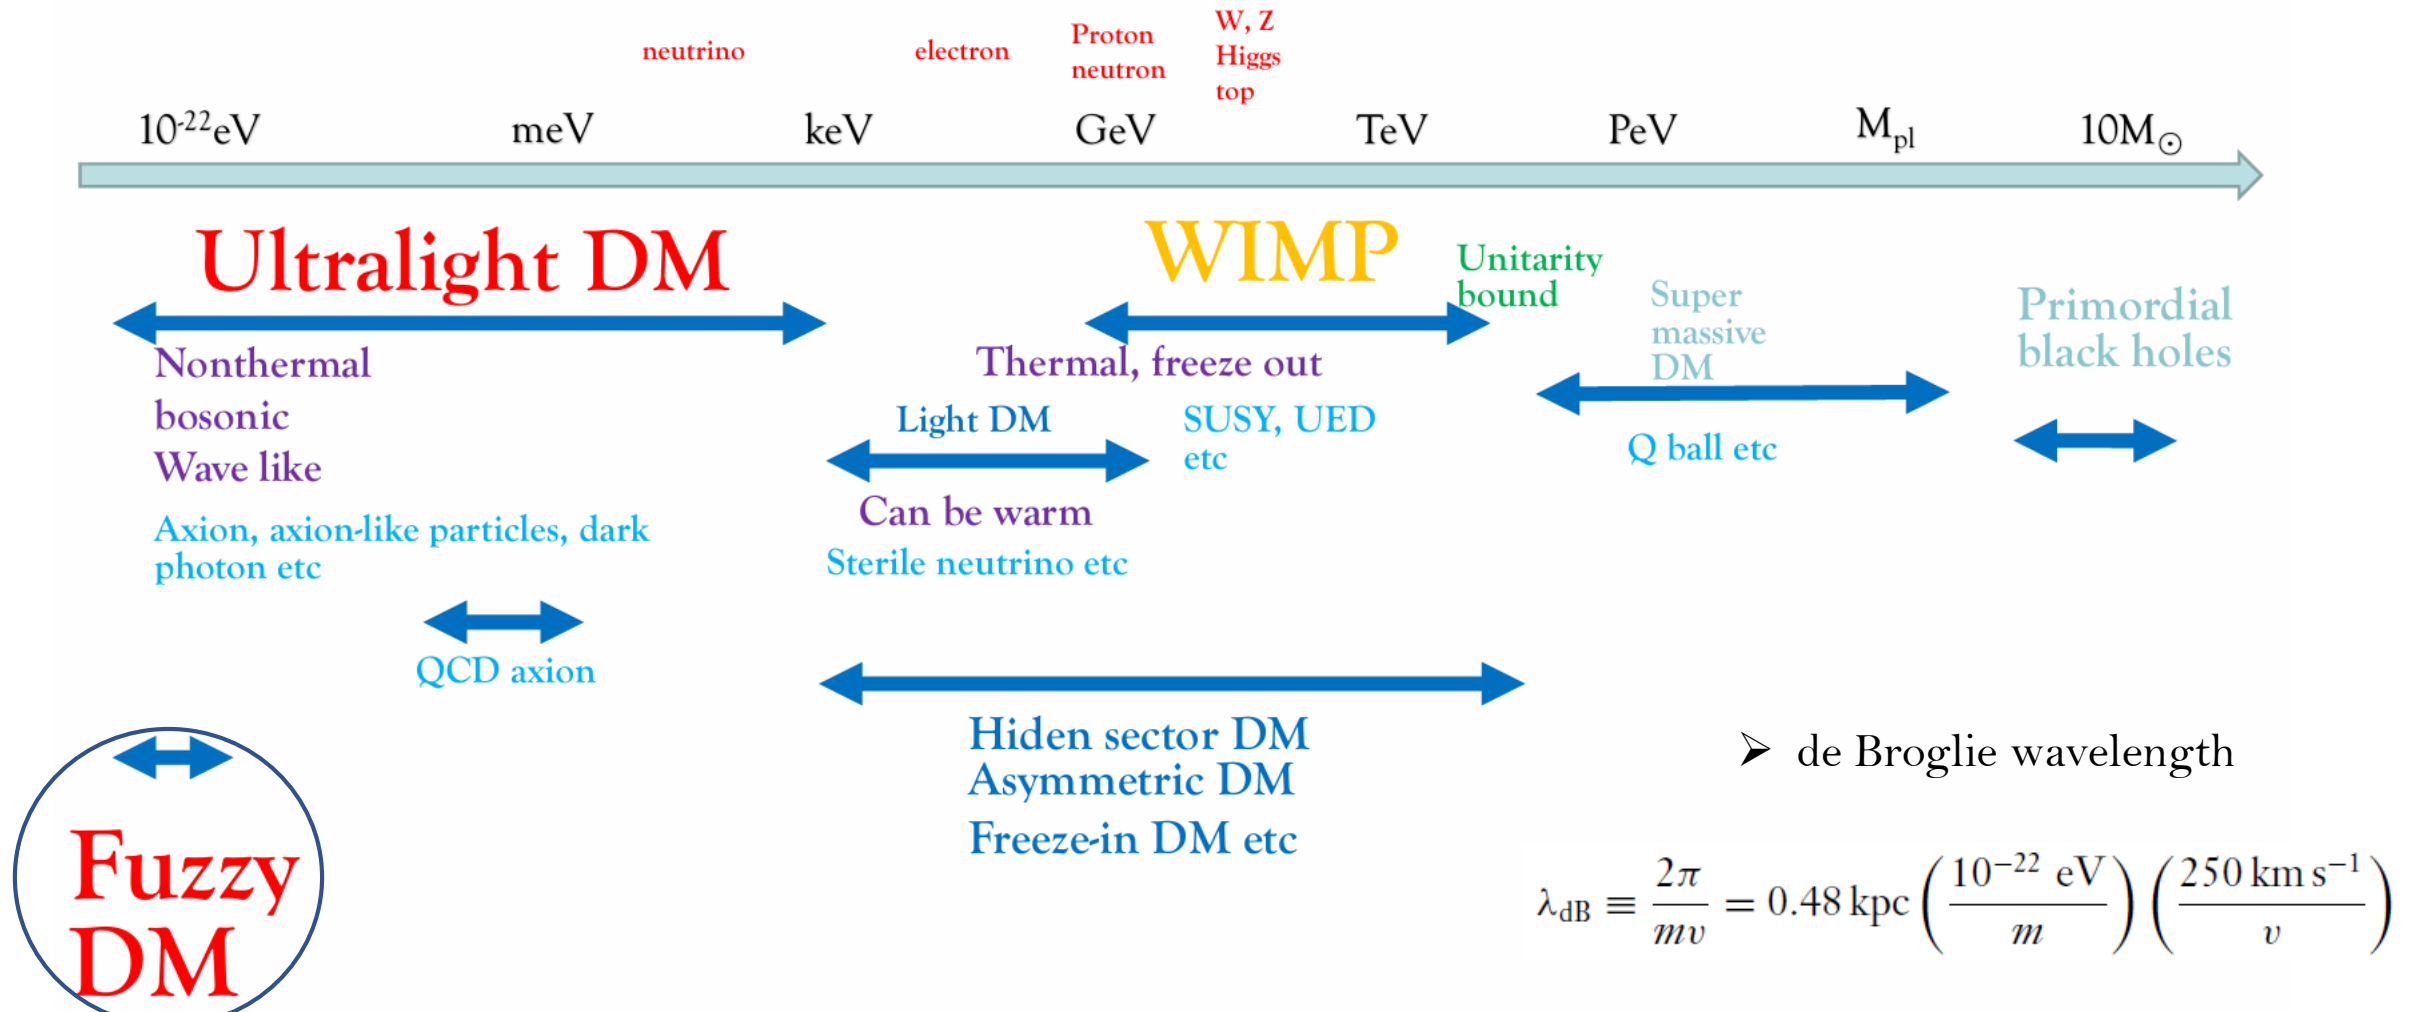 neutrino
electron
Proton
neutron
W, Z
Higgs
top
10⁻²²eV
meV
keV
GeV
TeV
PeV
M_pl
10M_⊙
Ultralight DM
WIMP
Unitarity
bound
Super
massive
DM
Primordial
black holes
Nonthermal
bosonic
Wave like
Thermal, freeze out
Light DM
SUSY, UED
etc
Q ball etc
Can be warm
Sterile neutrino etc
Axion, axion-like particles, dark
photon etc
QCD axion
Hiden sector DM
Asymmetric DM
Freeze-in DM etc
Fuzzy
DM
➢ de Broglie wavelength
λ_dB ≡ 2π/(mv) = 0.48 kpc (10⁻²² eV / m) (250 km s⁻¹ / v)